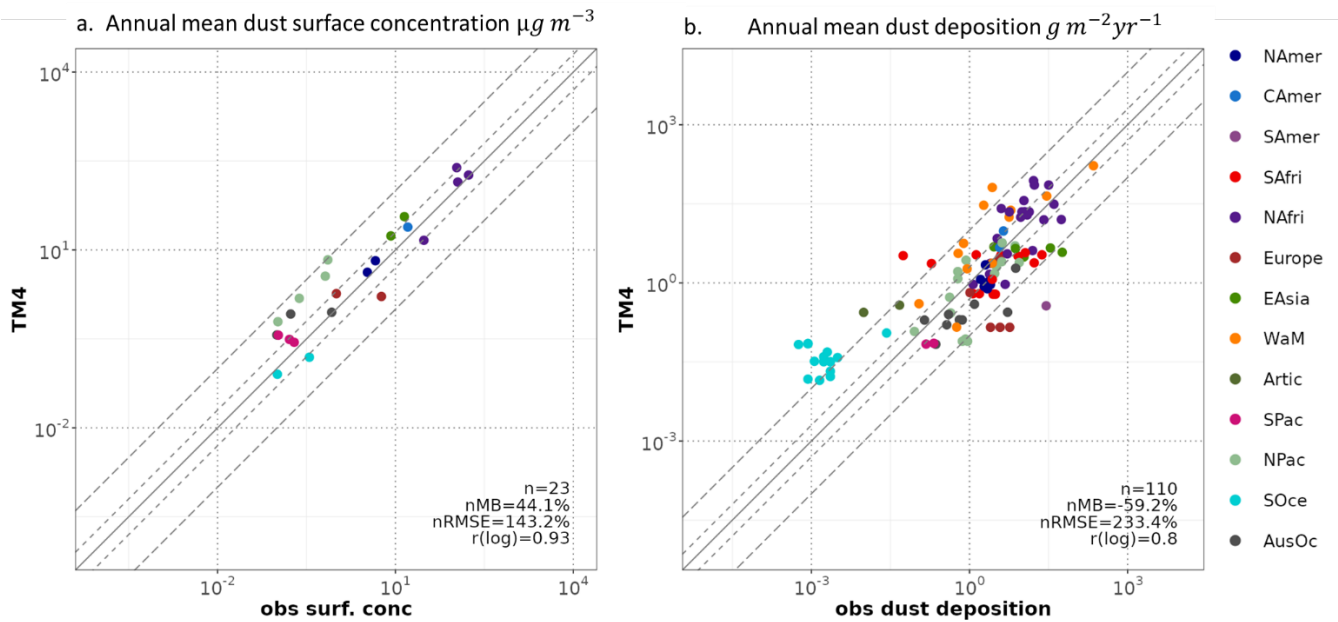 a. Annual mean dust surface concentration μg m⁻³
10⁴
10¹
10⁻²
TM4
n=23
nMB=44.1%
nRMSE=143.2%
r(log)=0.93
10⁻² 10¹ 10⁴
obs surf. conc
b. Annual mean dust deposition g m⁻²yr⁻¹
10³
10⁰
10⁻³
TM4
n=110
nMB=-59.2%
nRMSE=233.4%
r(log)=0.8
10⁻³ 10⁰ 10³
obs dust deposition
NAmer
CAmer
SAmer
SAfri
NAfri
Europe
EAsia
WaM
Artic
SPac
NPac
SOce
AusOc